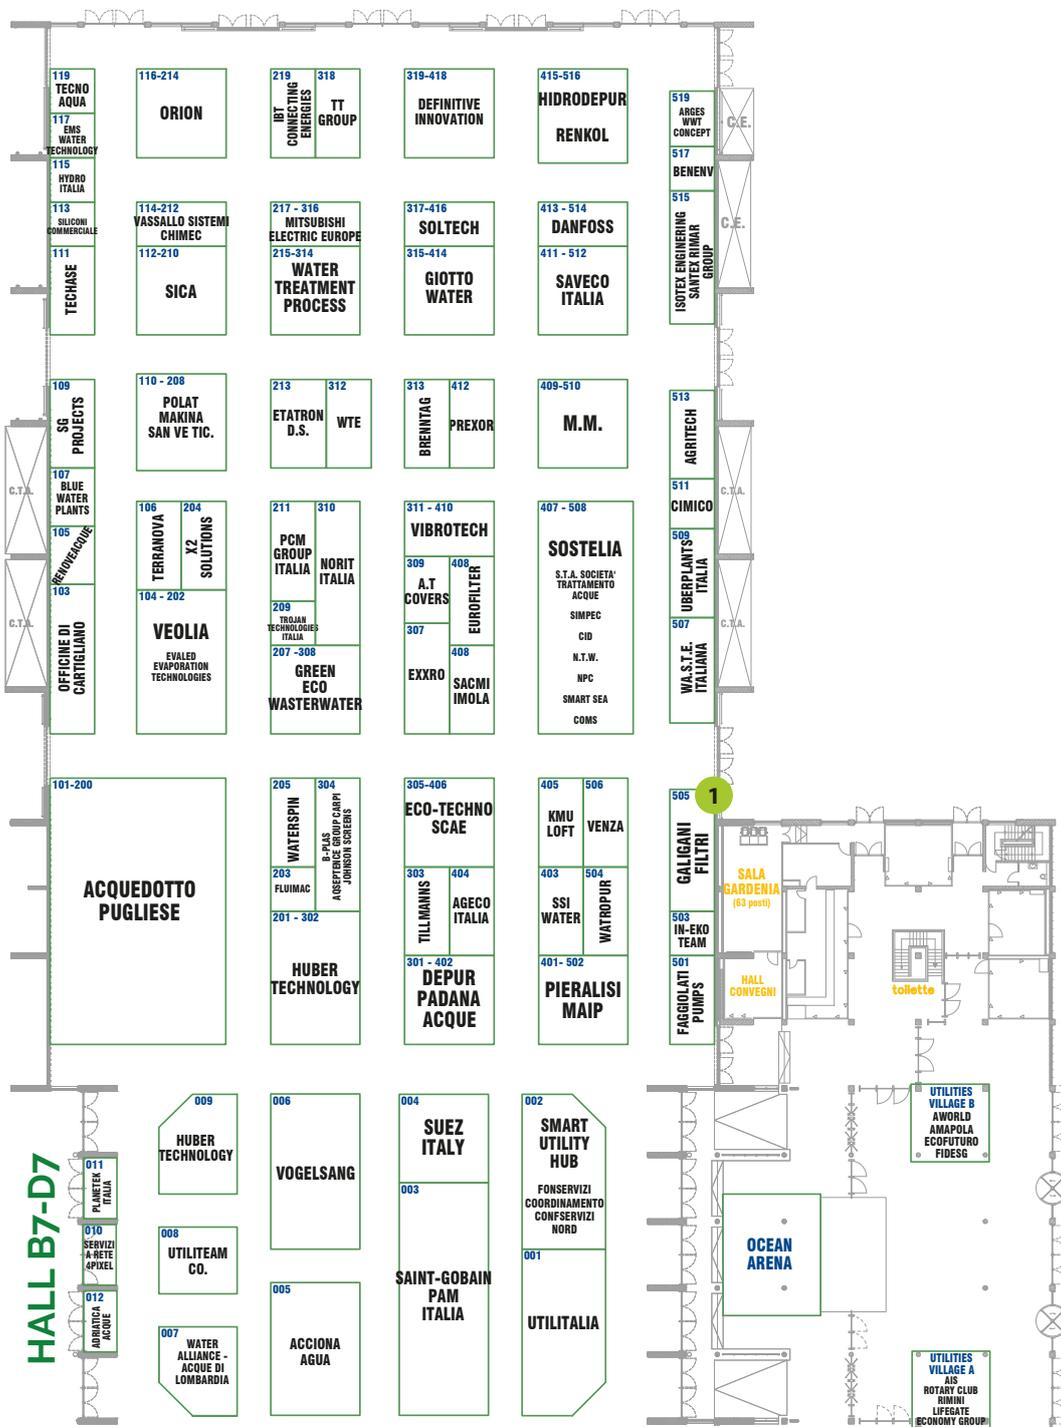 119
TECNO
AQUA
117
EMS
WATER
TECHNOLOGY
115
HYDRO
ITALIA
113
SILICONI
COMMERCIALE
111
TECHASE
116-214
ORION
219
IBT
CONNECTING
ENERGIES
318
TT
GROUP
319-418
DEFINITIVE
INNOVATION
415-516
HIDRODEPUR
RENKOL
519
ARGES
WWT
CONCEPT
C.E.
517
BENENV
515
ISOTEX ENGINERING
SANTEX RIMAR
GROUP
C.E.
114-212
VASSALLO SISTEMI
CHIMEC
112-210
SICA
217 - 316
MITSUBISHI
ELECTRIC EUROPE
215-314
WATER
TREATMENT
PROCESS
317-416
SOLTECH
315-414
GIOTTO
WATER
413 - 514
DANFOSS
411 - 512
SAVECO
ITALIA
109
SG
PROJECTS
107
BLUE
WATER
PLANTS
105
RENOVEACQUE
103
OFFICINE DI
CARTIGLIANO
C.T.A.
C.T.A.
110 - 208
POLAT
MAKINA
SAN VE TIC.
213
ETATRON
D.S.
312
WTE
313
BRENNTAG
412
PREXOR
409-510
M.M.
513
AGRITECH
511
CIMICO
509
UBERPLANTS
ITALIA
507
WA.S.T.E.
ITALIANA
C.T.A.
C.T.A.
106
TERRANOVA
204
X2
SOLUTIONS
104 - 202
VEOLIA
EVALED
EVAPORATION
TECHNOLOGIES
211
PCM
GROUP
ITALIA
310
NORIT
ITALIA
209
TROJAN
TECHNOLOGIES
ITALIA
207 -308
GREEN
ECO
WASTERWATER
311 - 410
VIBROTECH
309
A.T
COVERS
408
EUROFILTER
307
EXXRO
408
SACMI
IMOLA
407 - 508
SOSTELIA
S.T.A. SOCIETA'
TRATTAMENTO
ACQUE
SIMPEC
CID
N.T.W.
NPC
SMART SEA
COMS
101-200
ACQUEDOTTO
PUGLIESE
205
WATERSPIN
304
B-PLAS
AQSEPTENCE GROUP CARPI
JOHNSON SCREENS
203
FLUIMAC
201 - 302
HUBER
TECHNOLOGY
305-406
ECO-TECHNO
SCAE
303
TILLMANNS
404
AGECO
ITALIA
301 - 402
DEPUR
PADANA
ACQUE
405
KMU
LOFT
506
VENZA
403
SSI
WATER
504
WATROPUR
401- 502
PIERALISI
MAIP
505
1
GALIGANI
FILTRI
503
IN-EKO
TEAM
501
FAGGIOLATI
PUMPS
SALA
GARDENIA
(63 posti)
HALL
CONVEGNI
toilette
HALL B7-D7
011
PLANETEK
ITALIA
010
SERVIZI
A RETE
4PIXEL
012
ADRIATICA
ACQUE
009
HUBER
TECHNOLOGY
008
UTILITEAM
CO.
007
WATER
ALLIANCE -
ACQUE DI
LOMBARDIA
006
VOGELSANG
005
ACCIONA
AGUA
004
SUEZ
ITALY
003
SAINT-GOBAIN
PAM
ITALIA
002
SMART
UTILITY
HUB
FONSERVIZI
COORDINAMENTO
CONFSERVIZI
NORD
001
UTILITALIA
UTILITIES
VILLAGE B
AWORLD
AMAPOLA
ECOFUTURO
FIDESG
OCEAN
ARENA
UTILITIES
VILLAGE A
AIS
ROTARY CLUB
RIMINI
LIFEGATE
ECONOMY GROUP